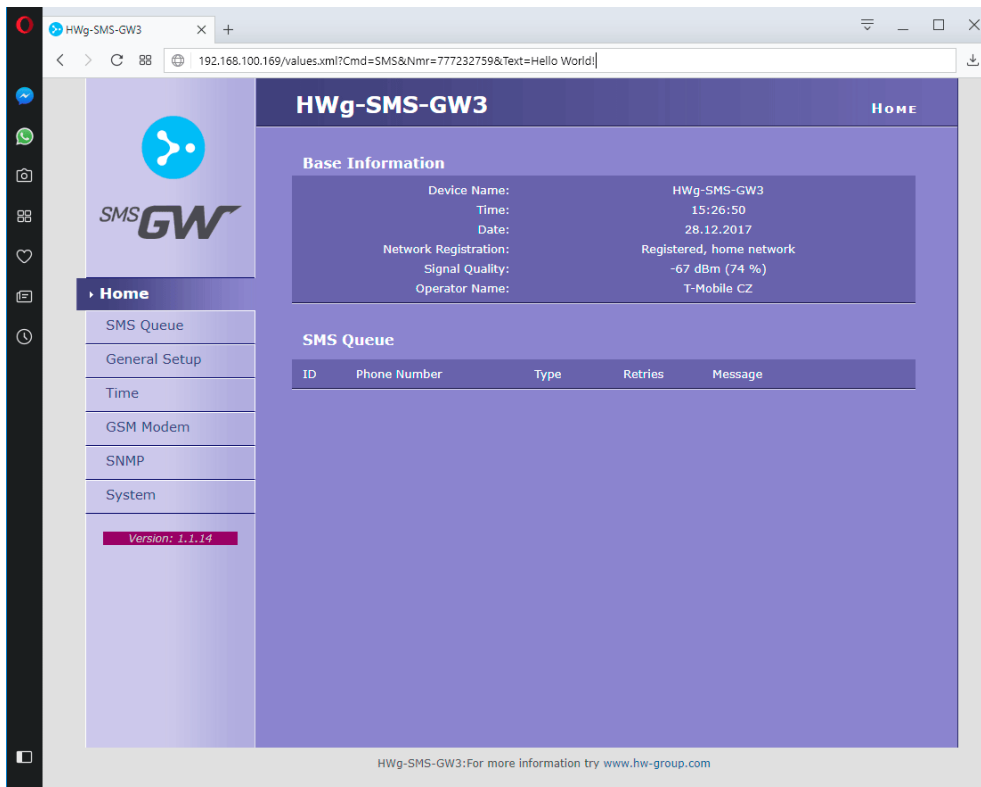 HWg-SMS-GW3
192.168.100.169/values.xml?Cmd=SMS&Nmr=777232759&Text=Hello World!
SMS GW
HWg-SMS-GW3
HOME
Home
SMS Queue
General Setup
Time
GSM Modem
SNMP
System
Version: 1.1.14
Base Information
Device Name: HWg-SMS-GW3
Time: 15:26:50
Date: 28.12.2017
Network Registration: Registered, home network
Signal Quality: -67 dBm (74 %)
Operator Name: T-Mobile CZ
SMS Queue
ID Phone Number Type Retries Message
HWg-SMS-GW3:For more information try www.hw-group.com